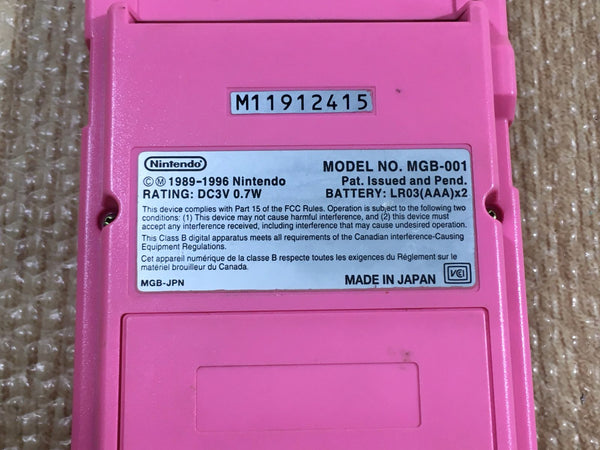 M11912415
Nintendo
MODEL NO. MGB-001
©Ⓜ 1989-1996 Nintendo
Pat. Issued and Pend.
RATING: DC3V 0.7W
BATTERY: LR03(AAA)x2
This device complies with Part 15 of the FCC Rules. Operation is subject to the following two
conditions: (1) This device may not cause harmful interference, and (2) this device must
accept any interference received, including interference that may cause undesired operation.
This Class B digital apparatus meets all requirements of the Canadian interference-Causing
Equipment Regulations.
Cet appareil numérique de la classe B respecte toutes les exigences du Réglement sur le
matériel brouilleur du Canada.
MGB-JPN
MADE IN JAPAN
VCI